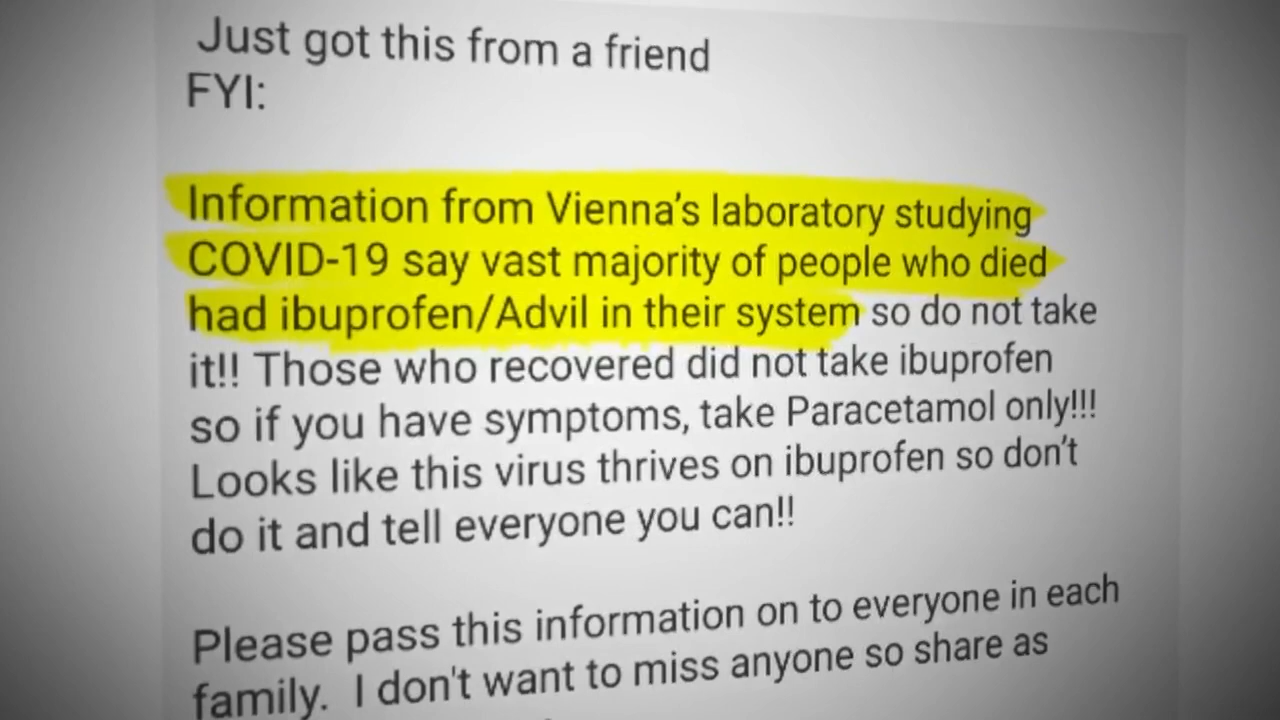 Just got this from a friend
FYI:
Information from Vienna's laboratory studying
COVID-19 say vast majority of people who died
had ibuprofen/Advil in their system so do not take
it!! Those who recovered did not take ibuprofen
so if you have symptoms, take Paracetamol only!!!
Looks like this virus thrives on ibuprofen so don't
do it and tell everyone you can!!
Please pass this information on to everyone in each
family. I don't want to miss anyone so share as